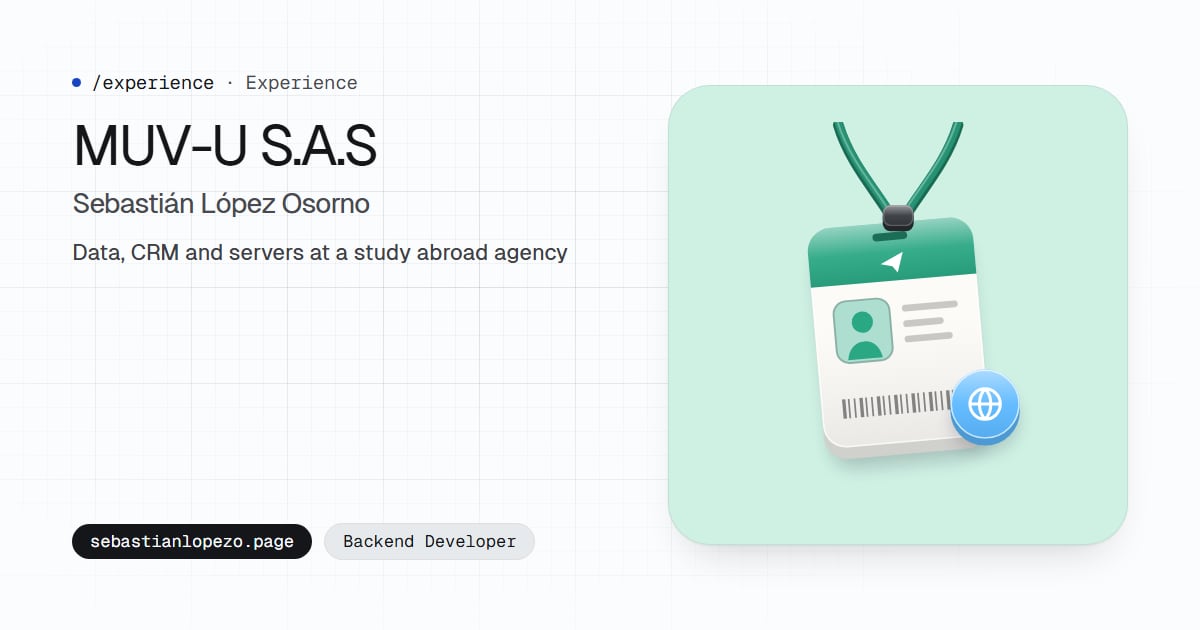 /experience · Experience
MUV-U S.A.S
Sebastián López Osorno
Data, CRM and servers at a study abroad agency
sebastianlopezo.page
Backend Developer